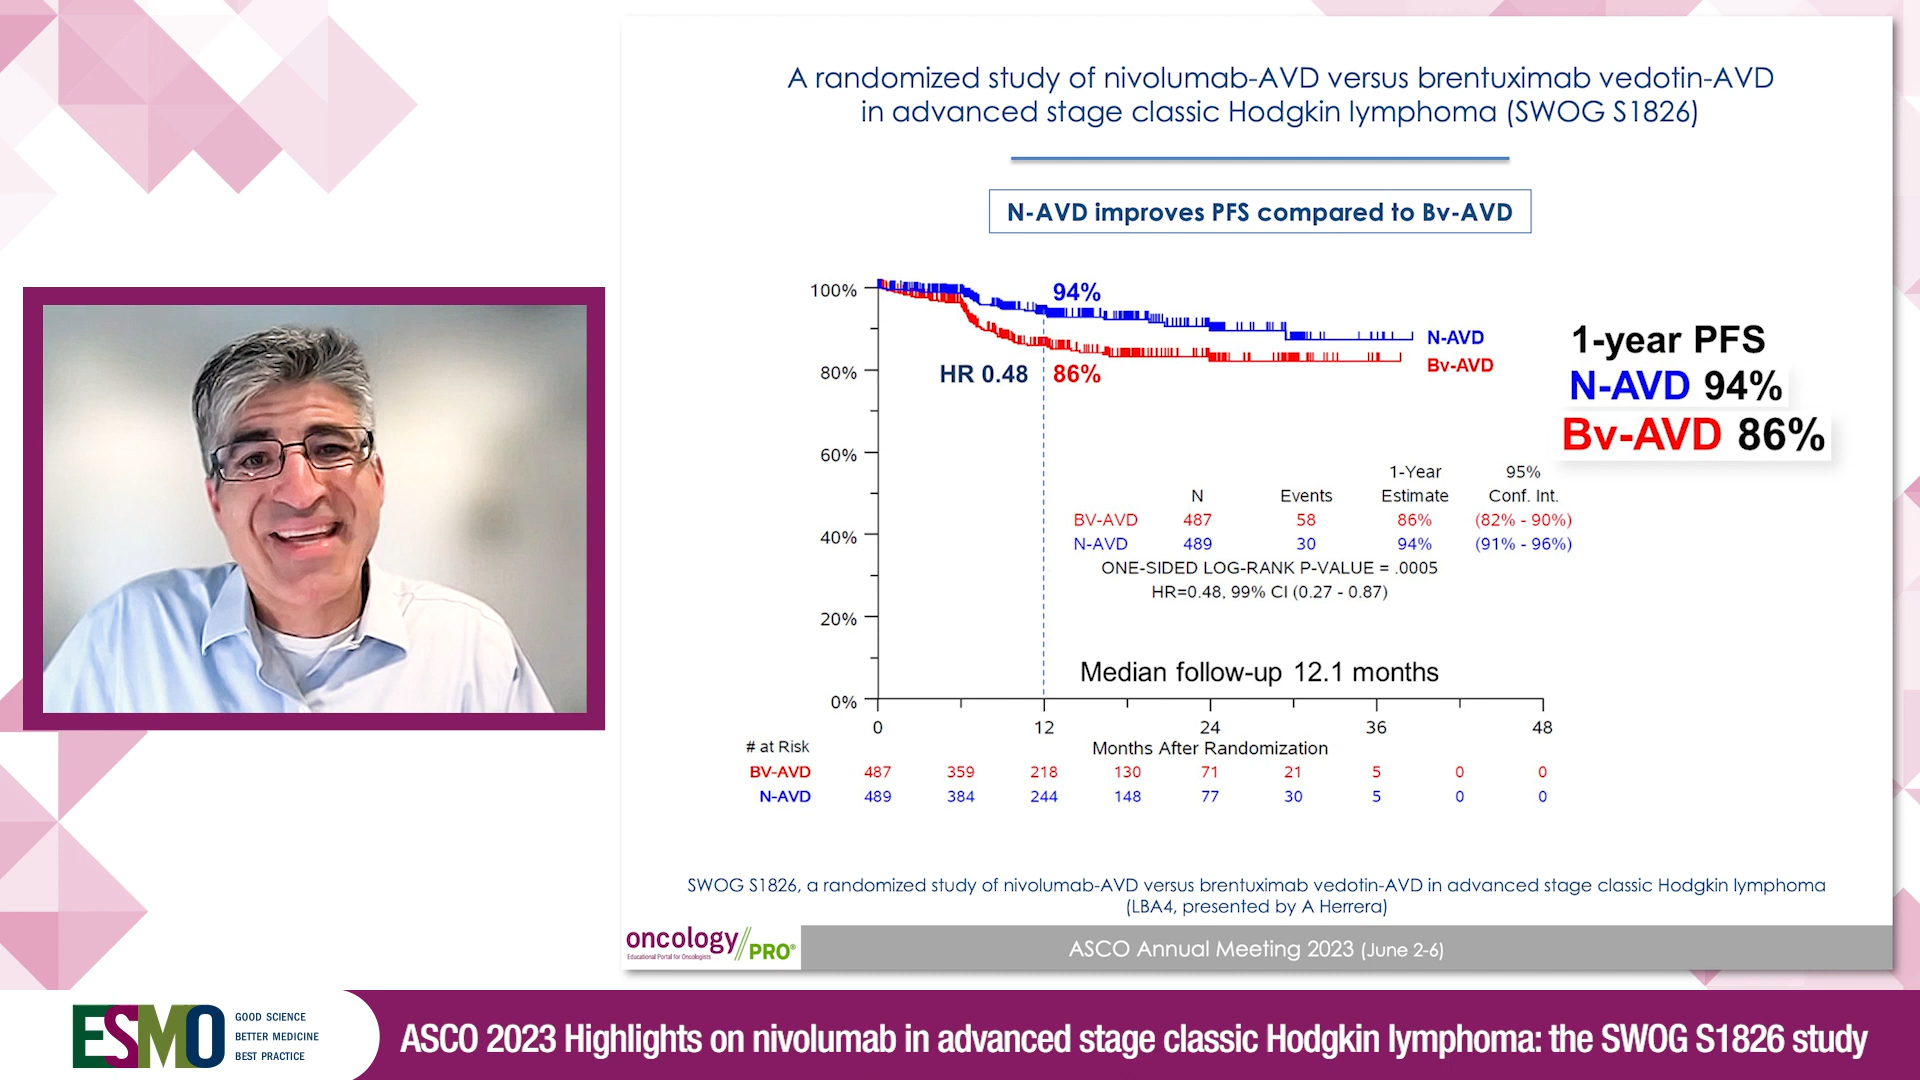 A randomized study of nivolumab-AVD versus brentuximab vedotin-AVD
in advanced stage classic Hodgkin lymphoma (SWOG S1826)
N-AVD improves PFS compared to Bv-AVD
100%
80%
60%
40%
20%
0%
94%
HR 0.48 86%
N-AVD
Bv-AVD
1-year PFS
N-AVD 94%
Bv-AVD 86%
1-Year 95%
N Events Estimate Conf. Int.
BV-AVD 487 58 86% (82% - 90%)
N-AVD 489 30 94% (91% - 96%)
ONE-SIDED LOG-RANK P-VALUE = .0005
HR=0.48, 99% CI (0.27 - 0.87)
Median follow-up 12.1 months
0 12 24 36 48
# at Risk Months After Randomization
BV-AVD 487 359 218 130 71 21 5 0 0
N-AVD 489 384 244 148 77 30 5 0 0
SWOG S1826, a randomized study of nivolumab-AVD versus brentuximab vedotin-AVD in advanced stage classic Hodgkin lymphoma
(LBA4, presented by A Herrera)
oncology//PRO®
Educational Portal for Oncologists
ASCO Annual Meeting 2023 (June 2-6)
ESMO
GOOD SCIENCE
BETTER MEDICINE
BEST PRACTICE
ASCO 2023 Highlights on nivolumab in advanced stage classic Hodgkin lymphoma: the SWOG S1826 study